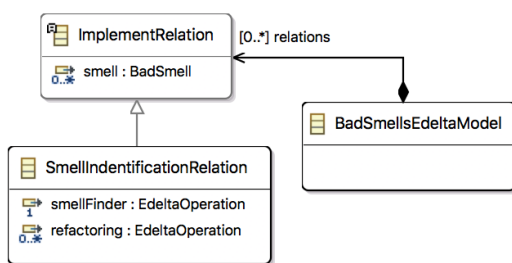 ImplementRelation
[0..*] relations
0..*
smell : BadSmell
BadSmellsEdeltaModel
SmellIndentificationRelation
1
smellFinder : EdeltaOperation
0..*
refactoring : EdeltaOperation